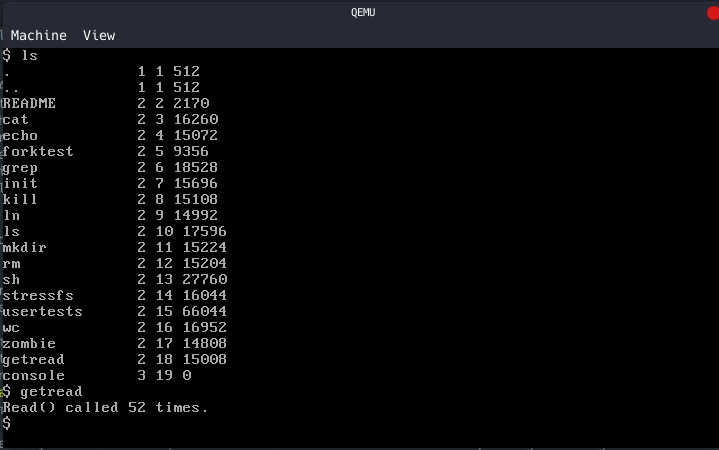 QEMU
Machine View
$ ls
. 1 1 512
.. 1 1 512
README 2 2 2170
cat 2 3 16260
echo 2 4 15072
forktest 2 5 9356
grep 2 6 18528
init 2 7 15696
kill 2 8 15108
ln 2 9 14992
ls 2 10 17596
mkdir 2 11 15224
rm 2 12 15204
sh 2 13 27760
stressfs 2 14 16044
usertests 2 15 66044
wc 2 16 16952
zombie 2 17 14808
getread 2 18 15008
console 3 19 0
$ getread
Read() called 52 times.
$